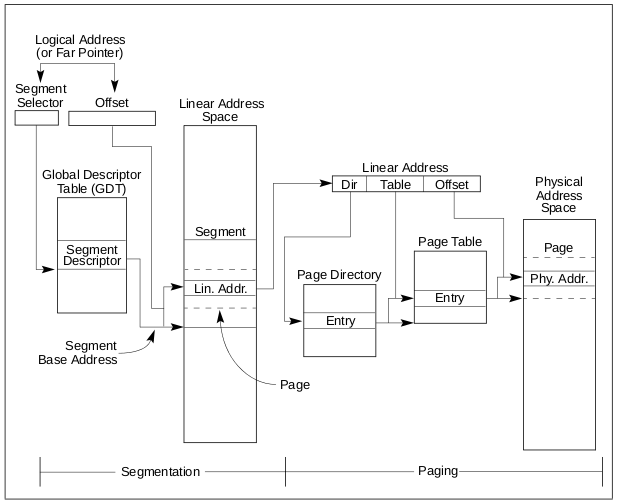 Logical Address
(or Far Pointer)
Segment
Selector
Offset
Linear Address
Space
Global Descriptor
Table (GDT)
Segment
Descriptor
Segment
Lin. Addr.
Segment
Base Address
Page
Linear Address
Dir
Table
Offset
Page Directory
Entry
Page Table
Entry
Physical
Address
Space
Page
Phy. Addr.
Segmentation
Paging